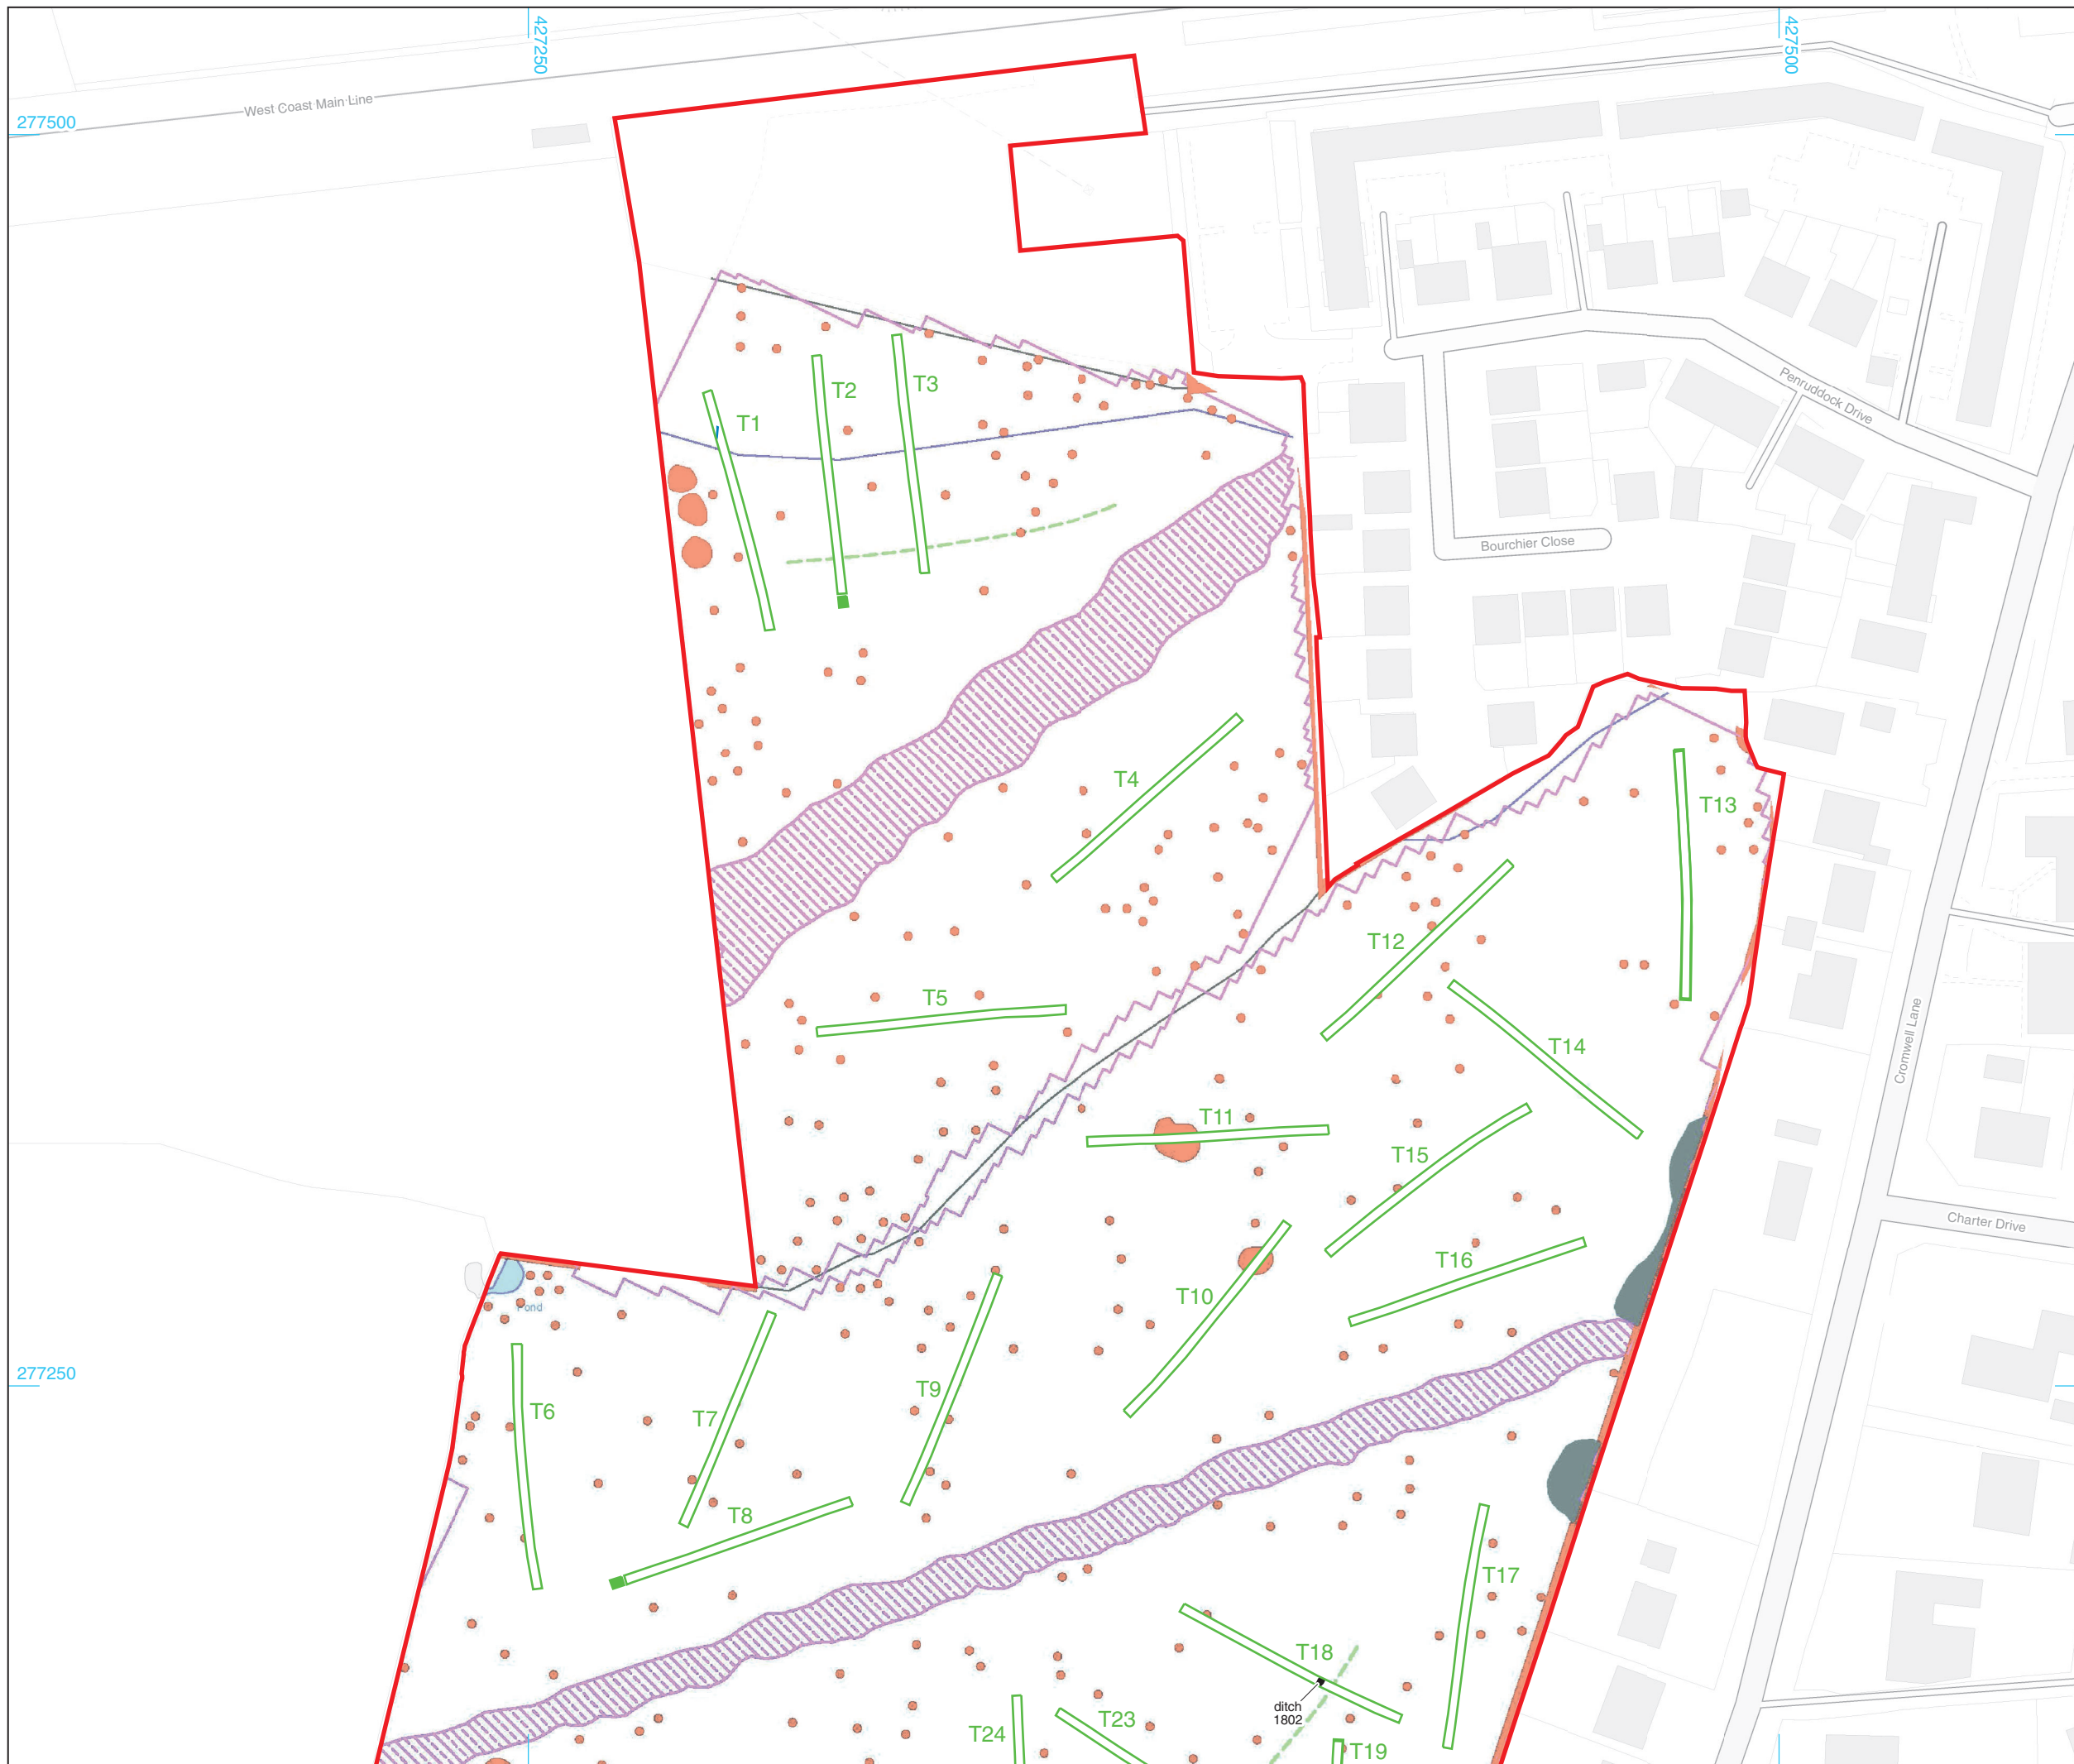 427250
427500
West Coast Main Line
277500
Penruddock Drive
T3
T2
T1
Bourchier Close
T4
T13
T12
T5
Cromwell Lane
T14
T11
T15
Charter Drive
T16
T10
Pond
277250
T9
T6
T7
T8
T17
T18
ditch
1802
T23
T24
T19